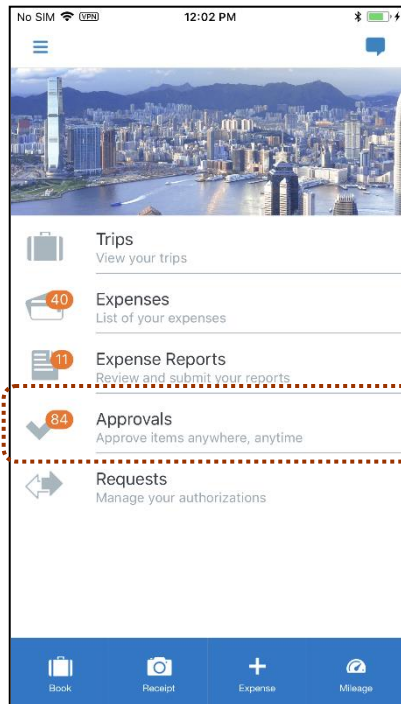 No SIM VPN 12:02 PM
Trips
View your trips
40
Expenses
List of your expenses
11
Expense Reports
Review and submit your reports
84
Approvals
Approve items anywhere, anytime
Requests
Manage your authorizations
Book Receipt Expense Mileage